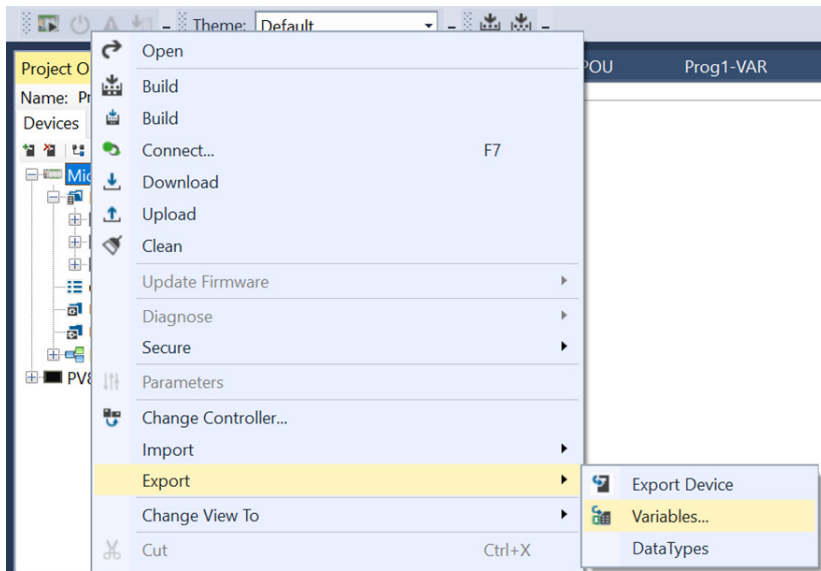 Theme: Default
Project O
Name: Pr
Devices
Mic
PV8
POU
Prog1-VAR
Open
Build
Build
Connect... F7
Download
Upload
Clean
Update Firmware
Diagnose
Secure
Parameters
Change Controller...
Import
Export
Change View To
Cut Ctrl+X
Export Device
Variables...
DataTypes